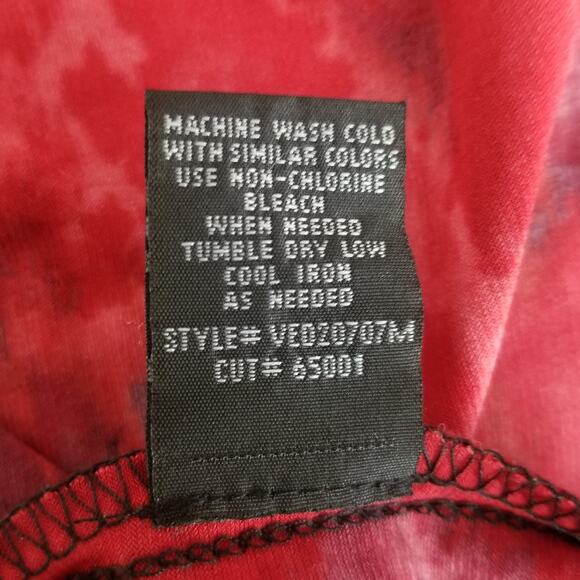 MACHINE WASH COLD
WITH SIMILAR COLORS
USE NON-CHLORINE
BLEACH
WHEN NEEDED
TUMBLE DRY LOW
COOL IRON
AS NEEDED
STYLE# VED20707M
CUT# 65001